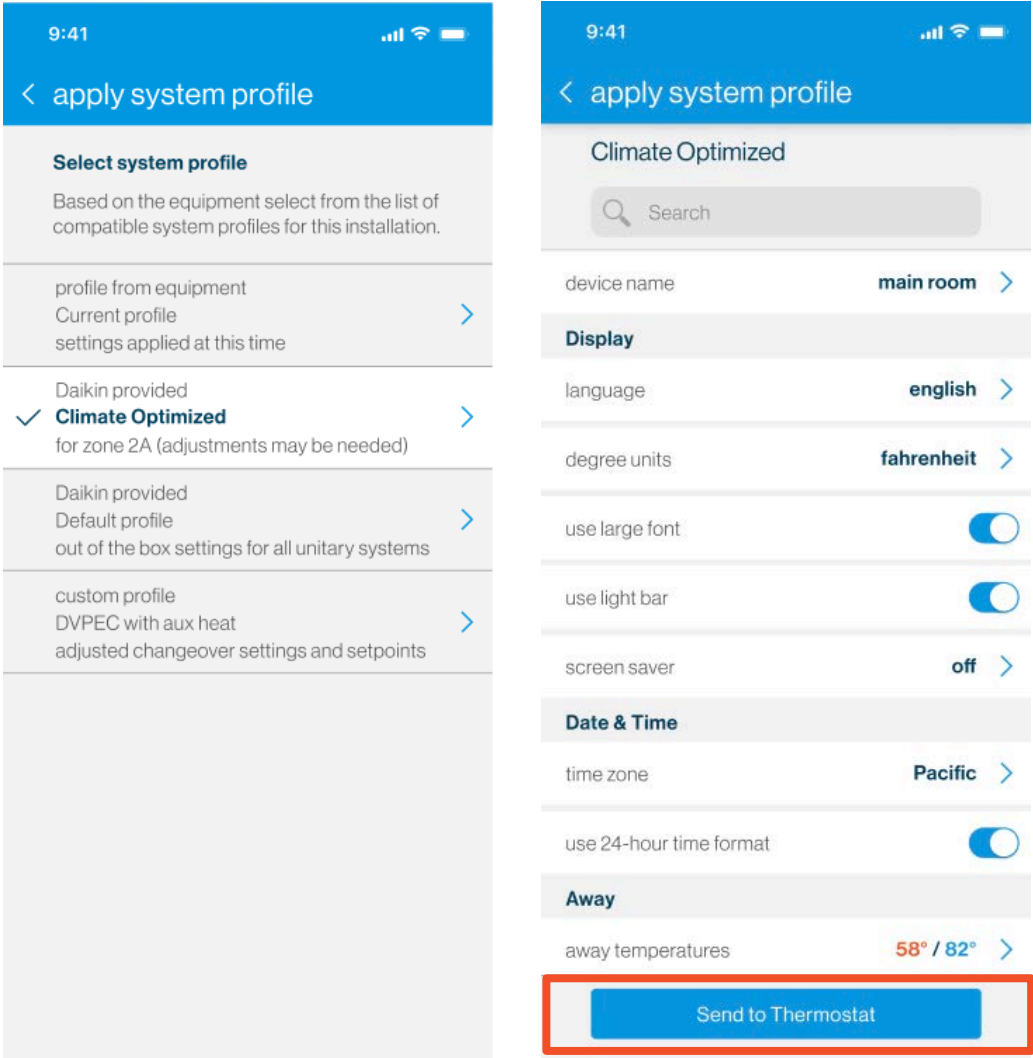 9:41
apply system profile
Select system profile
Based on the equipment select from the list of
compatible system profiles for this installation.
profile from equipment
Current profile
settings applied at this time
Daikin provided
Climate Optimized
for zone 2A (adjustments may be needed)
Daikin provided
Default profile
out of the box settings for all unitary systems
custom profile
DVPEC with aux heat
adjusted changeover settings and setpoints
9:41
apply system profile
Climate Optimized
Search
device name main room
Display
language english
degree units fahrenheit
use large font
use light bar
screen saver off
Date & Time
time zone Pacific
use 24-hour time format
Away
away temperatures 58° / 82°
Send to Thermostat